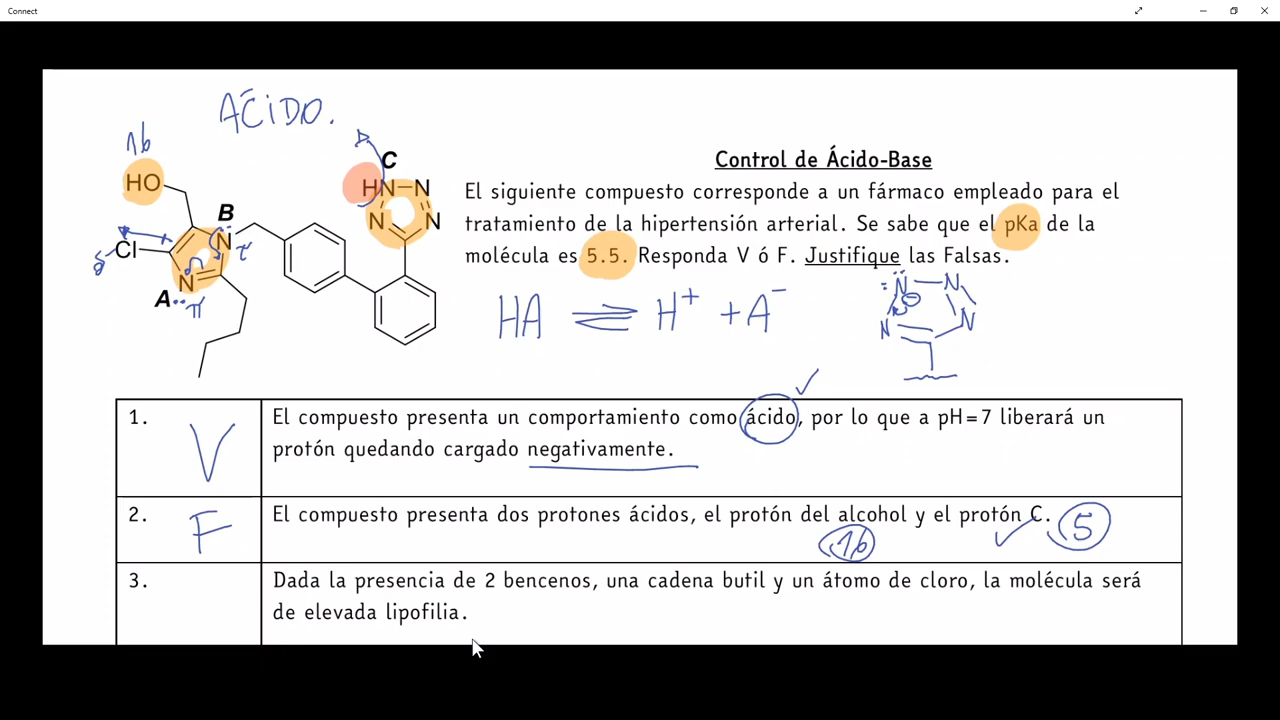 Connect
ÁCIDO.
16
HO
B
Cl
N
N
A
π
τ
δ-
C
HN
N
N
N
Control de Ácido-Base
El siguiente compuesto corresponde a un fármaco empleado para el
tratamiento de la hipertensión arterial. Se sabe que el pKa de la
molécula es 5.5. Responda V ó F. Justifique las Falsas.
HA ⇌ H+ + A-
N
N
N
N
1. V El compuesto presenta un comportamiento como ácido, por lo que a pH=7 liberará un
protón quedando cargado negativamente.
2. F El compuesto presenta dos protones ácidos, el protón del alcohol y el protón C. 5
16
3. Dada la presencia de 2 bencenos, una cadena butil y un átomo de cloro, la molécula será
de elevada lipofilia.